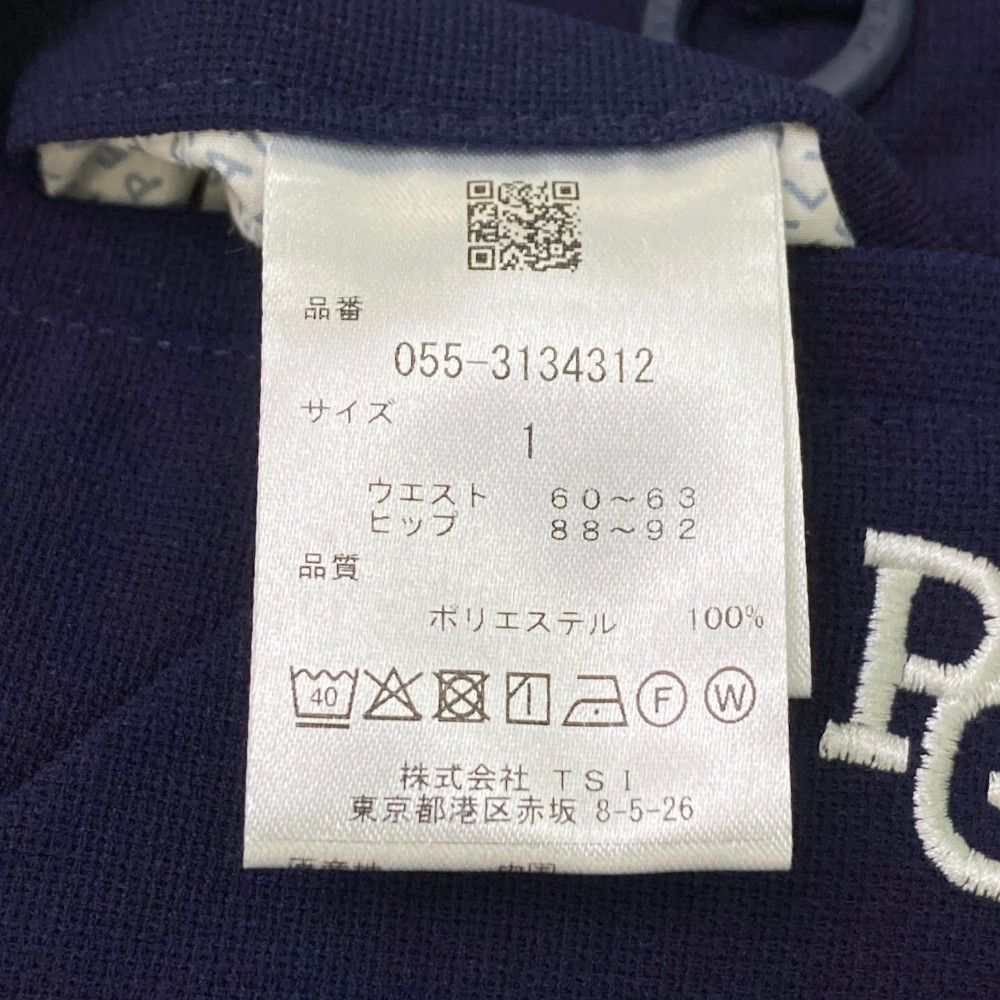 品番
055-3134312
サイズ
1
ウエスト 60～63
ヒップ 88～92
品質
ポリエステル 100%
40
F W
株式会社 TSI
東京都港区赤坂 8-5-26
PG